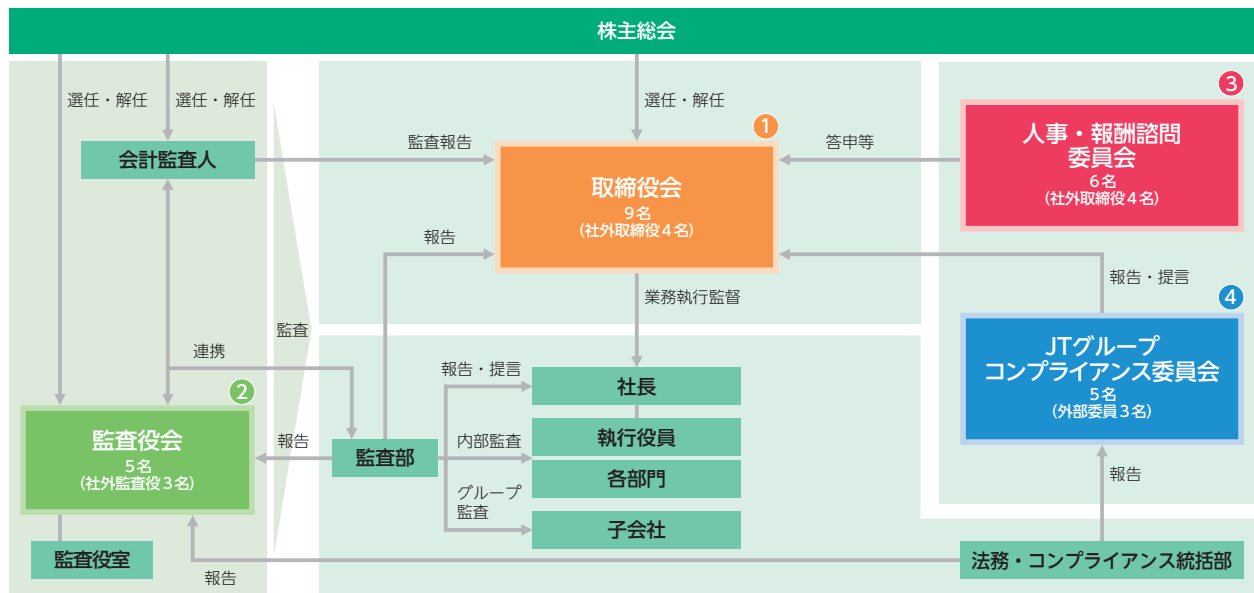 株主総会
選任・解任
選任・解任
選任・解任
会計監査人
監査報告
1
取締役会
9名
(社外取締役4名)
答申等
3
人事・報酬諮問
委員会
6名
(社外取締役4名)
報告
業務執行監督
報告・提言
監査
連携
4
JTグループ
コンプライアンス委員会
5名
(外部委員3名)
2
監査役会
5名
(社外監査役3名)
報告
監査部
報告・提言
社長
内部監査
執行役員
各部門
グループ
監査
子会社
報告
監査役室
報告
法務・コンプライアンス統括部